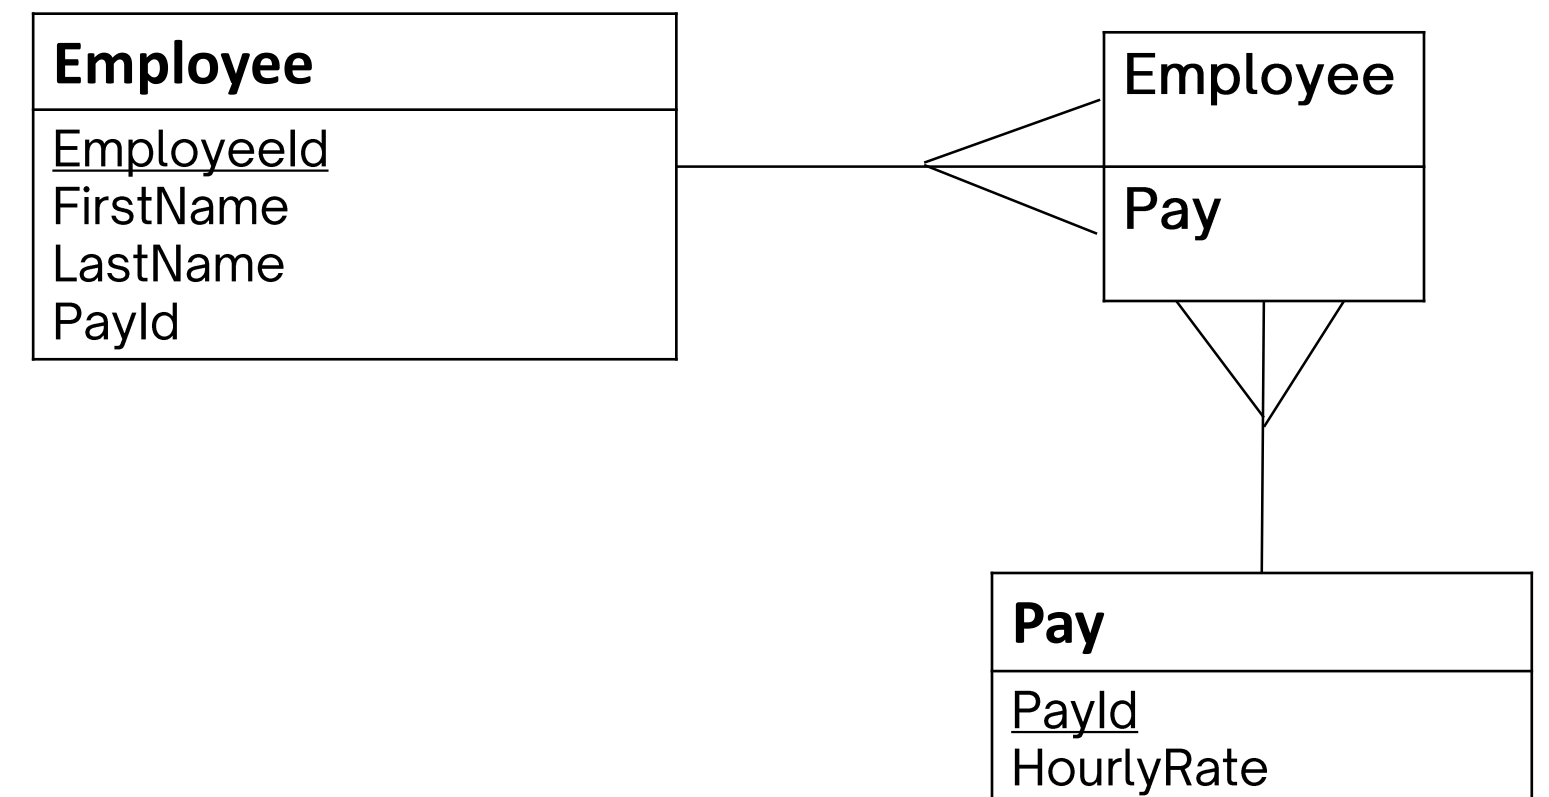 Employee
EmployeeId
FirstName
LastName
PayId
Employee
Pay
Pay
PayId
HourlyRate